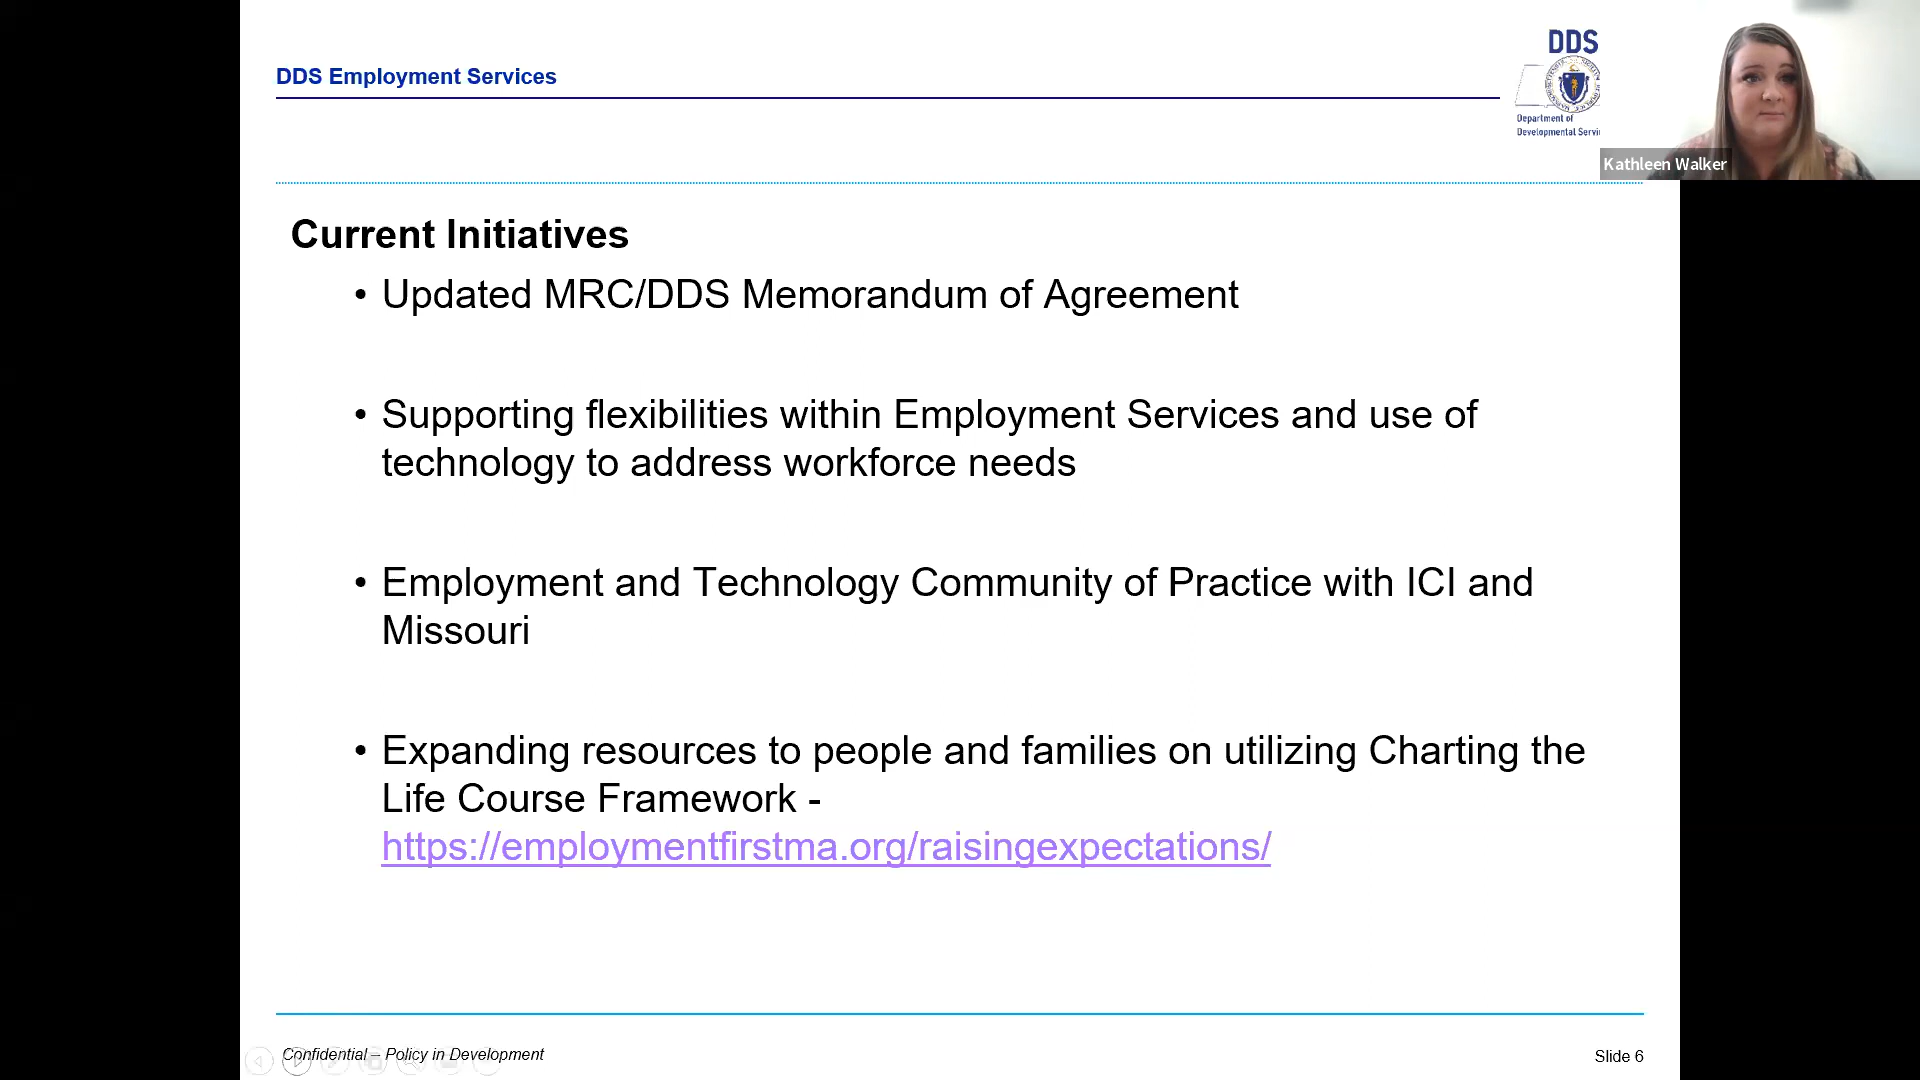 DDS Employment Services
DDS
Department of
Developmental Servi
Kathleen Walker
Current Initiatives
• Updated MRC/DDS Memorandum of Agreement
• Supporting flexibilities within Employment Services and use of
technology to address workforce needs
• Employment and Technology Community of Practice with ICI and
Missouri
• Expanding resources to people and families on utilizing Charting the
Life Course Framework -
https://employmentfirstma.org/raisingexpectations/
Confidential – Policy in Development
Slide 6